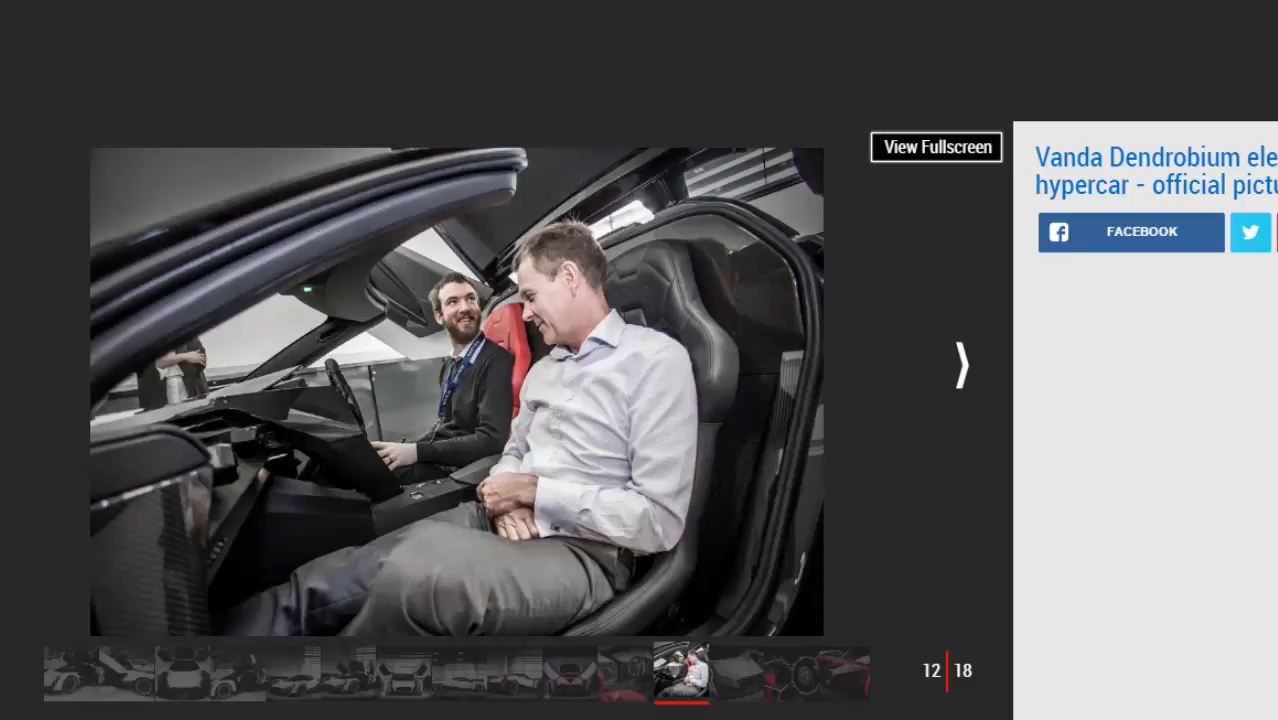 View Fullscreen
Vanda Dendrobium ele
hypercar - official pictu
FACEBOOK
12 18